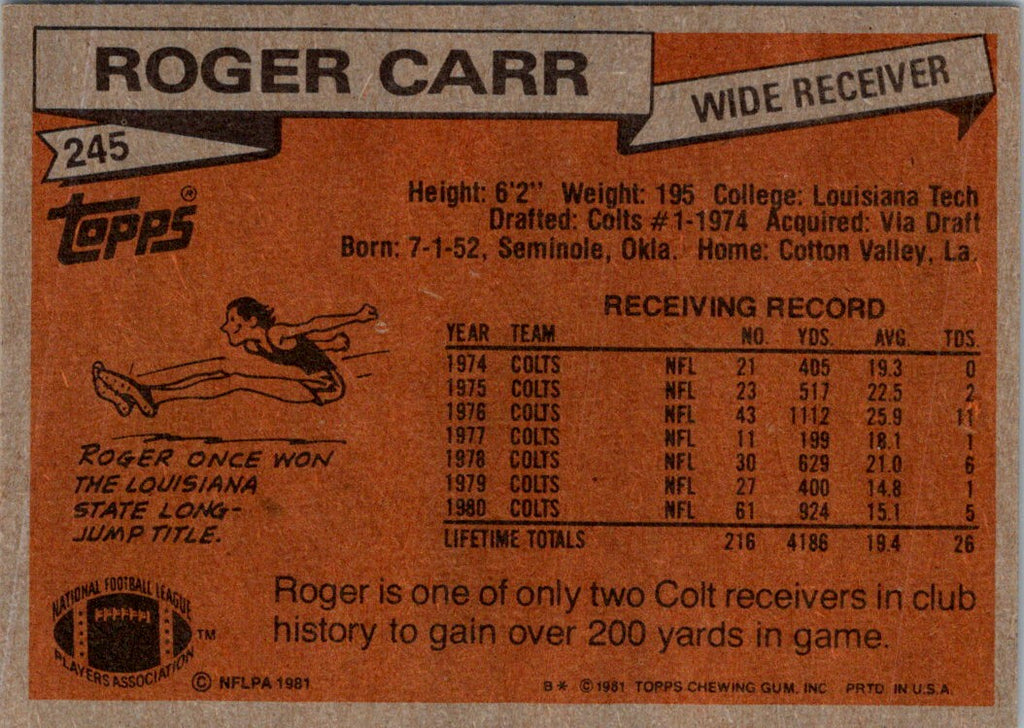 ROGER CARR
WIDE RECEIVER
245
TOPPS®
Height: 6'2" Weight: 195 College: Louisiana Tech
Drafted: Colts #1-1974 Acquired: Via Draft
Born: 7-1-52, Seminole, Okla. Home: Cotton Valley, La.
RECEIVING RECORD
YEAR TEAM NO. YDS. AVG. TDS.
1974 COLTS NFL 21 405 19.3 0
1975 COLTS NFL 23 517 22.5 2
1976 COLTS NFL 43 1112 25.9 11
1977 COLTS NFL 11 199 18.1 1
1978 COLTS NFL 30 629 21.0 6
1979 COLTS NFL 27 400 14.8 1
1980 COLTS NFL 61 924 15.1 5
LIFETIME TOTALS 216 4186 19.4 26
ROGER ONCE WON
THE LOUISIANA
STATE LONG-
JUMP TITLE.
Roger is one of only two Colt receivers in club
history to gain over 200 yards in game.
NATIONAL FOOTBALL LEAGUE
PLAYERS ASSOCIATION
TM
© NFLPA 1981
B* © 1981 TOPPS CHEWING GUM, INC PRTD IN U.S.A.